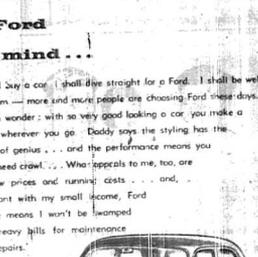 Ford
mind...
buy a car I shall dive straight for a Ford. I shall be wel
m — more and more people are choosing Ford these days.
wonder: with so very good looking a car you make a
wherever you go. Daddy says the styling has the
of genius... and the performance means you
need crawl.... What appeals to me, too, are
w prices and running costs.... and,
ont with my small income, Ford
means I won't be swamped
heavy bills for maintenance
epairs.